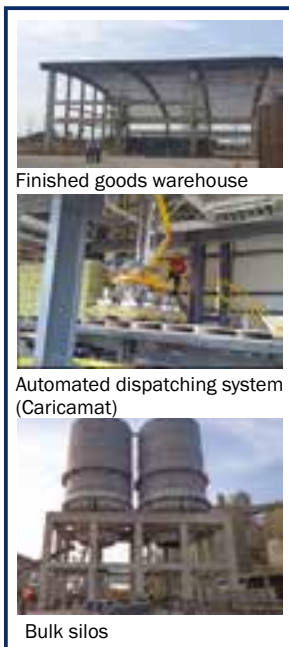 Finished goods warehouse
Automated dispatching system
(Caricamat)
Bulk silos